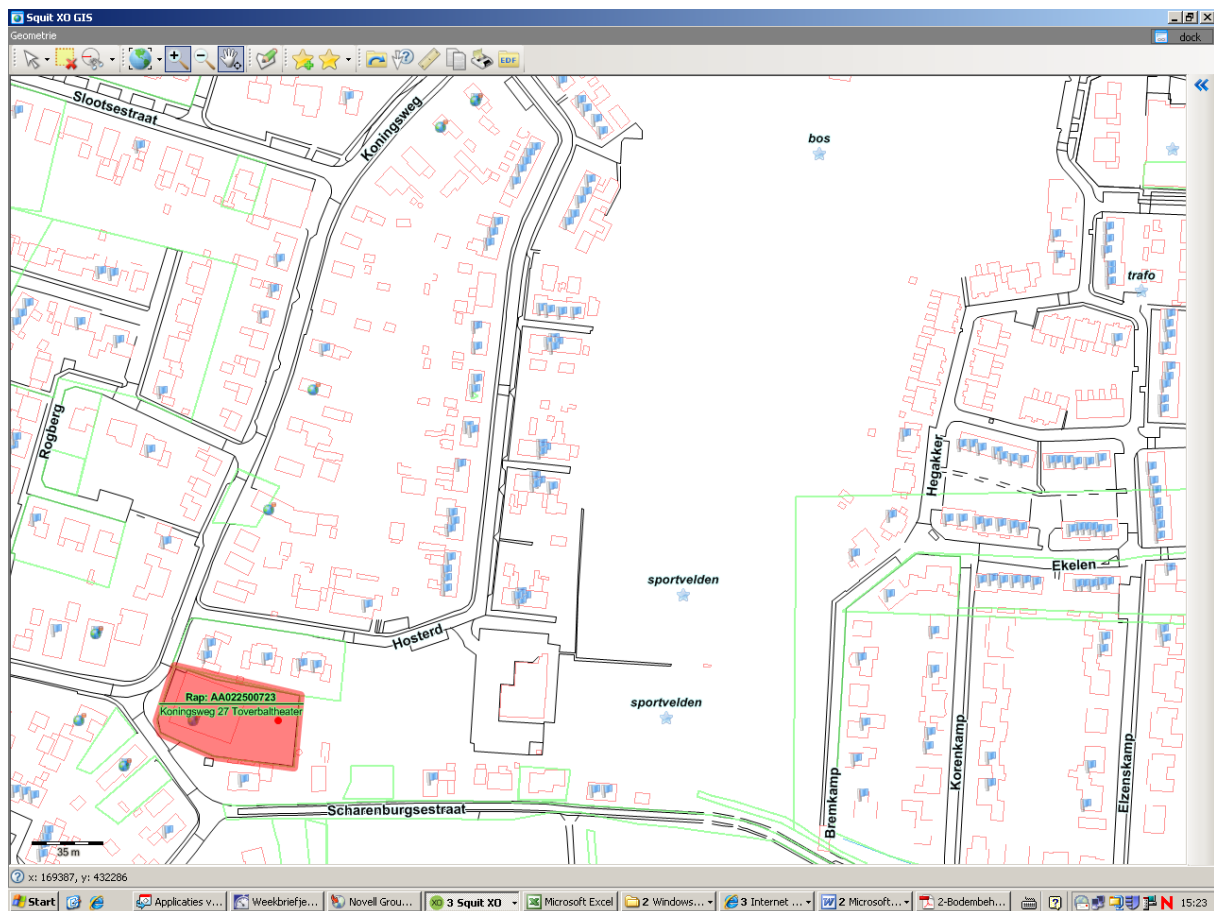 Squit XO GIS
Geometrie
dock
EDF
Slootsestraat
Koningsweg
bos
trafo
Rogberg
Hegakker
Ekelen
sportvelden
Hosterd
Rap: AA022500723
Koningsweg 27 Toverbaltheater
sportvelden
Bremkamp
Korenkamp
Elzenskamp
Scharenburgsestraat
35 m
x: 169387, y: 432286
Start
Applicaties v...
Weekbriefje...
Novell Grou...
3 Squit XO
Microsoft Excel
2 Windows...
3 Internet ...
2 Microsoft...
2-Bodembeh...
15:23